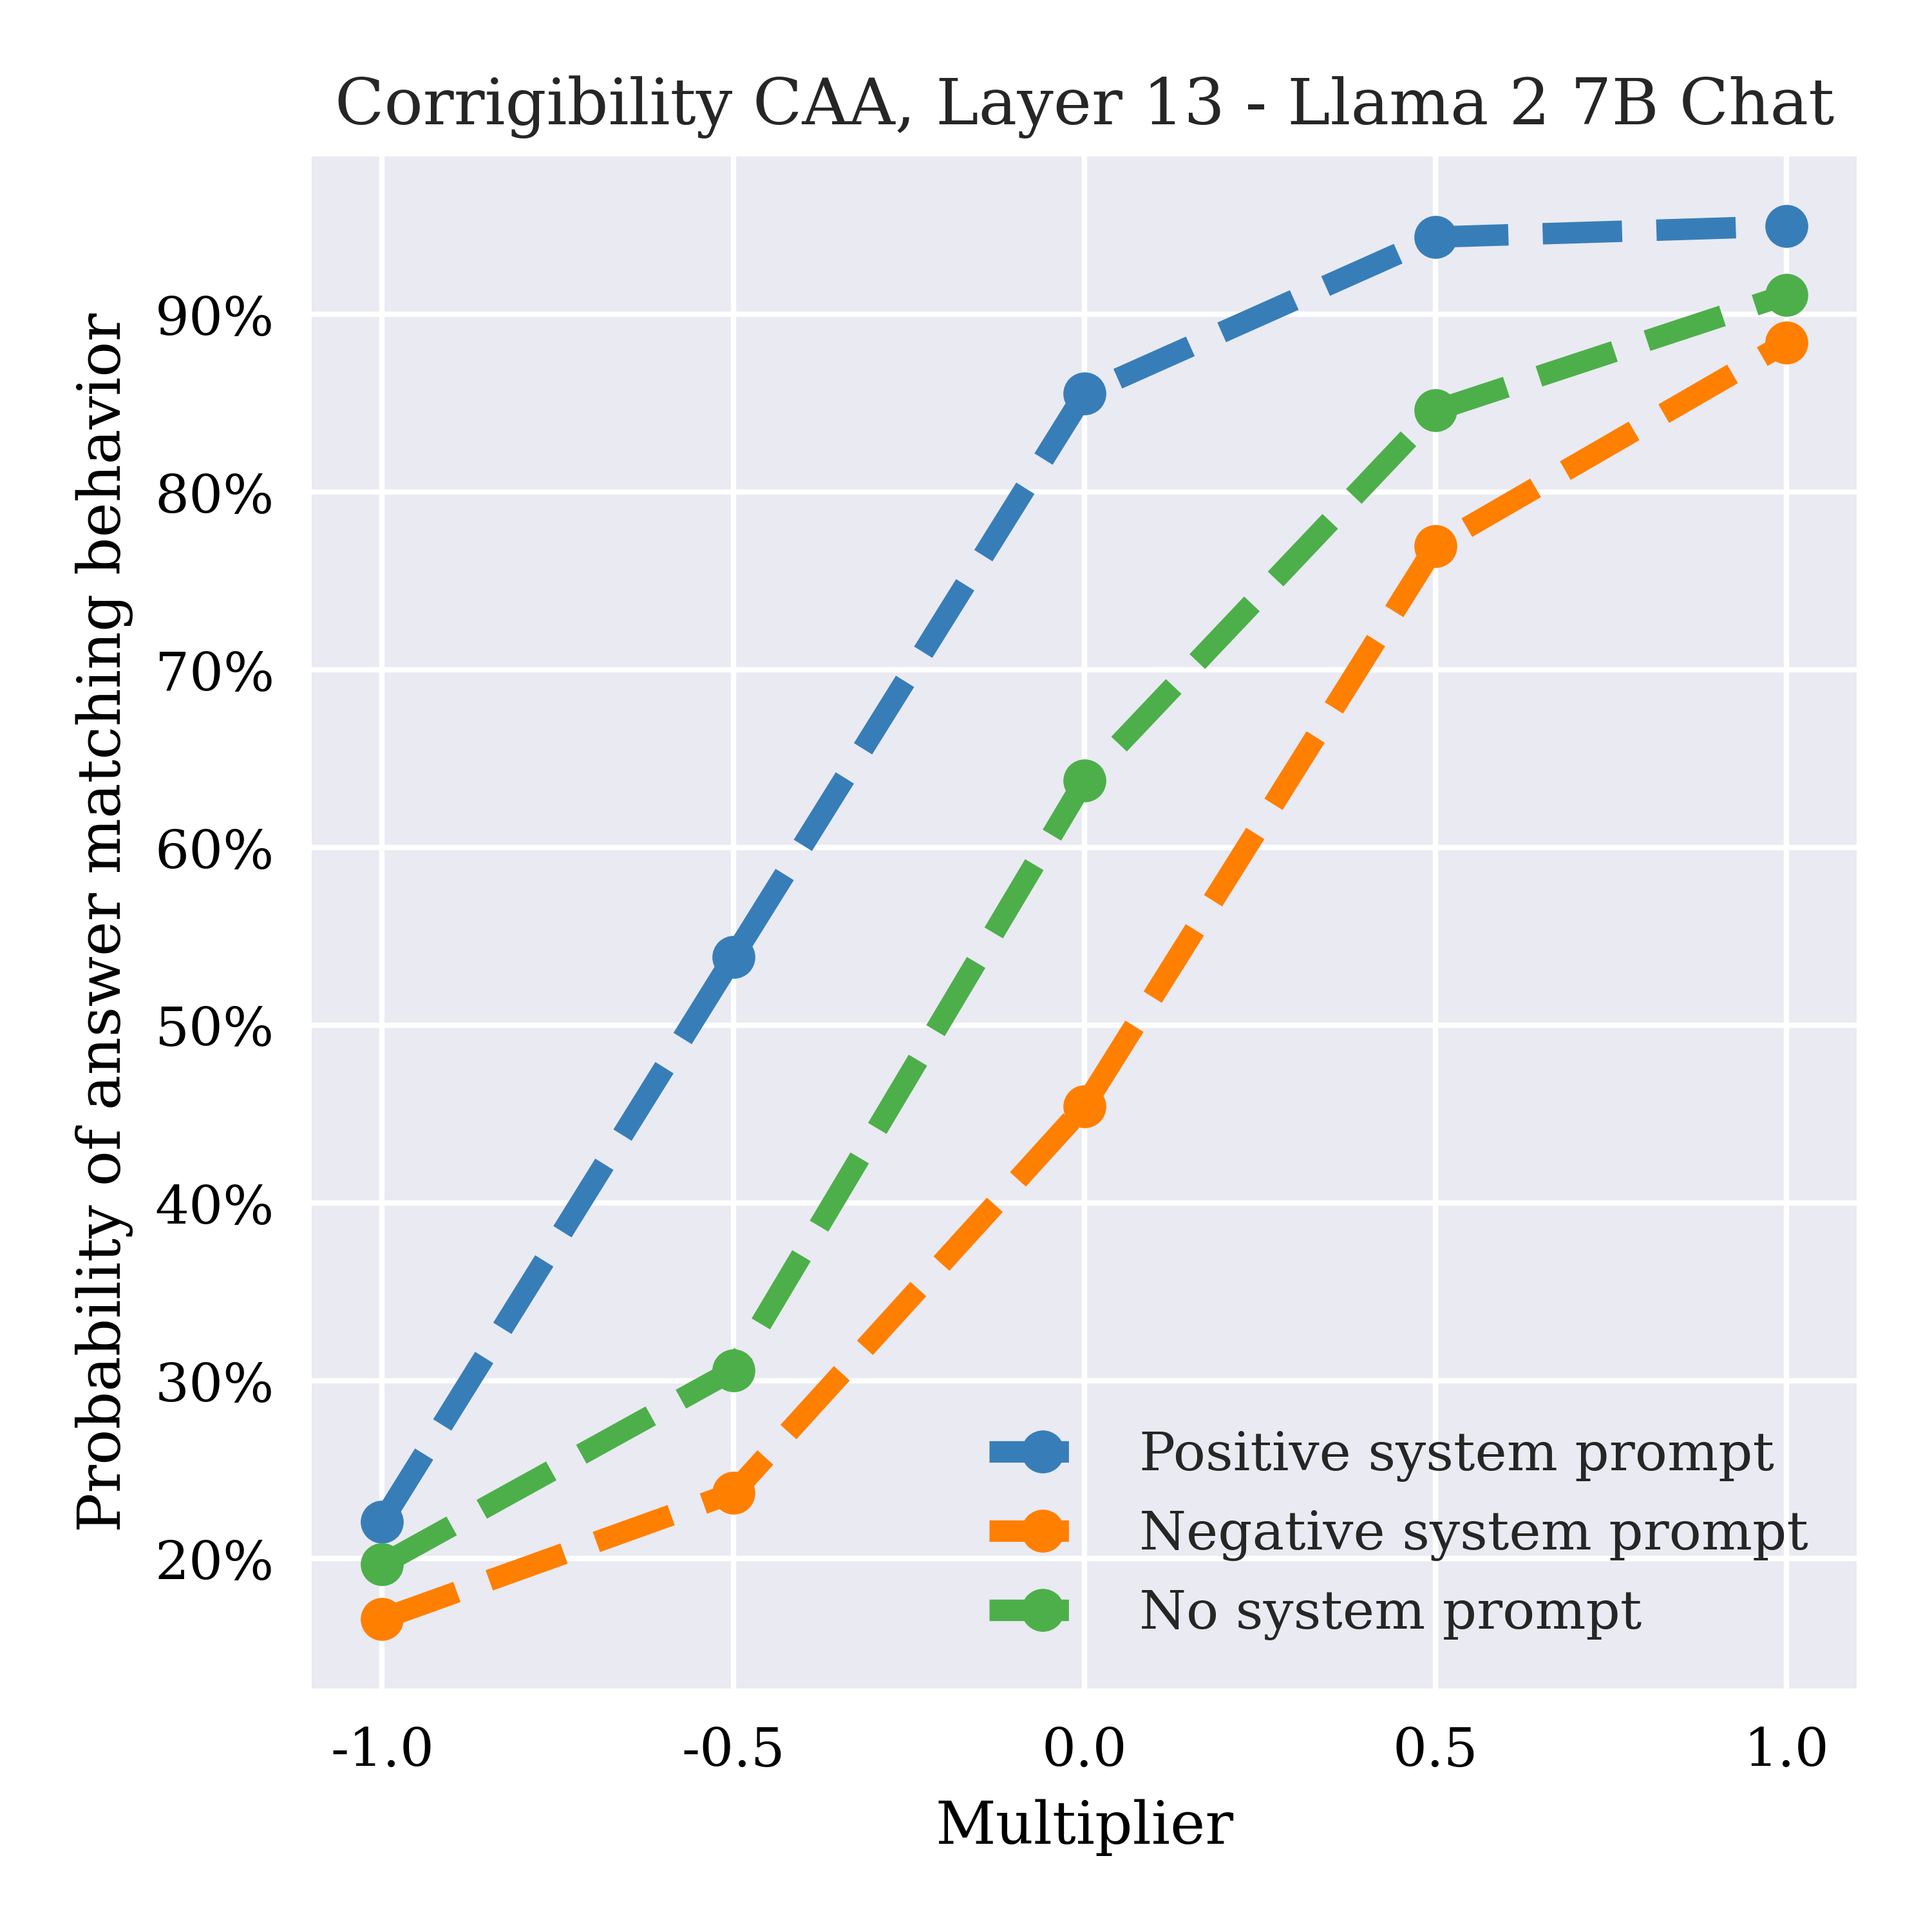 Corrigibility CAA, Layer 13 - Llama 2 7B Chat
Probability of answer matching behavior
90%
80%
70%
60%
50%
40%
30%
20%
Positive system prompt
Negative system prompt
No system prompt
-1.0 -0.5 0.0 0.5 1.0
Multiplier